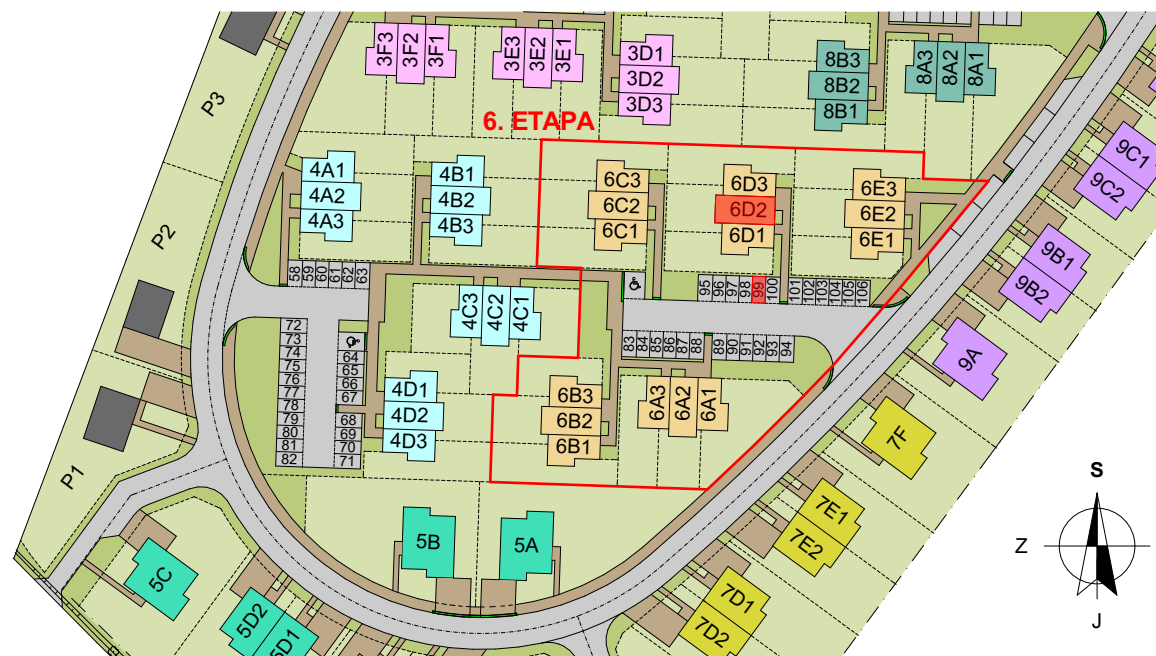 6. ETAPA
P3
P2
P1
3F3
3F2
3F1
3E3
3E2
3E1
3D1
3D2
3D3
8B3
8B2
8B1
8A3
8A2
8A1
9C1
9C2
9B1
9B2
9A
4A1
4A2
4A3
4B1
4B2
4B3
6C3
6C2
6C1
6D3
6D2
6D1
6E3
6E2
6E1
58
59
60
61
62
63
95
96
97
98
99
100
101
102
103
104
105
106
4C3
4C2
4C1
72
73
74
75
76
77
78
79
80
81
82
64
65
66
67
68
69
70
71
83
84
85
86
87
88
89
90
91
92
93
94
4D1
4D2
4D3
6B3
6B2
6B1
6A3
6A2
6A1
7F
7E1
7E2
7D1
7D2
5B
5A
5C
5D2
5D1
S
Z
J